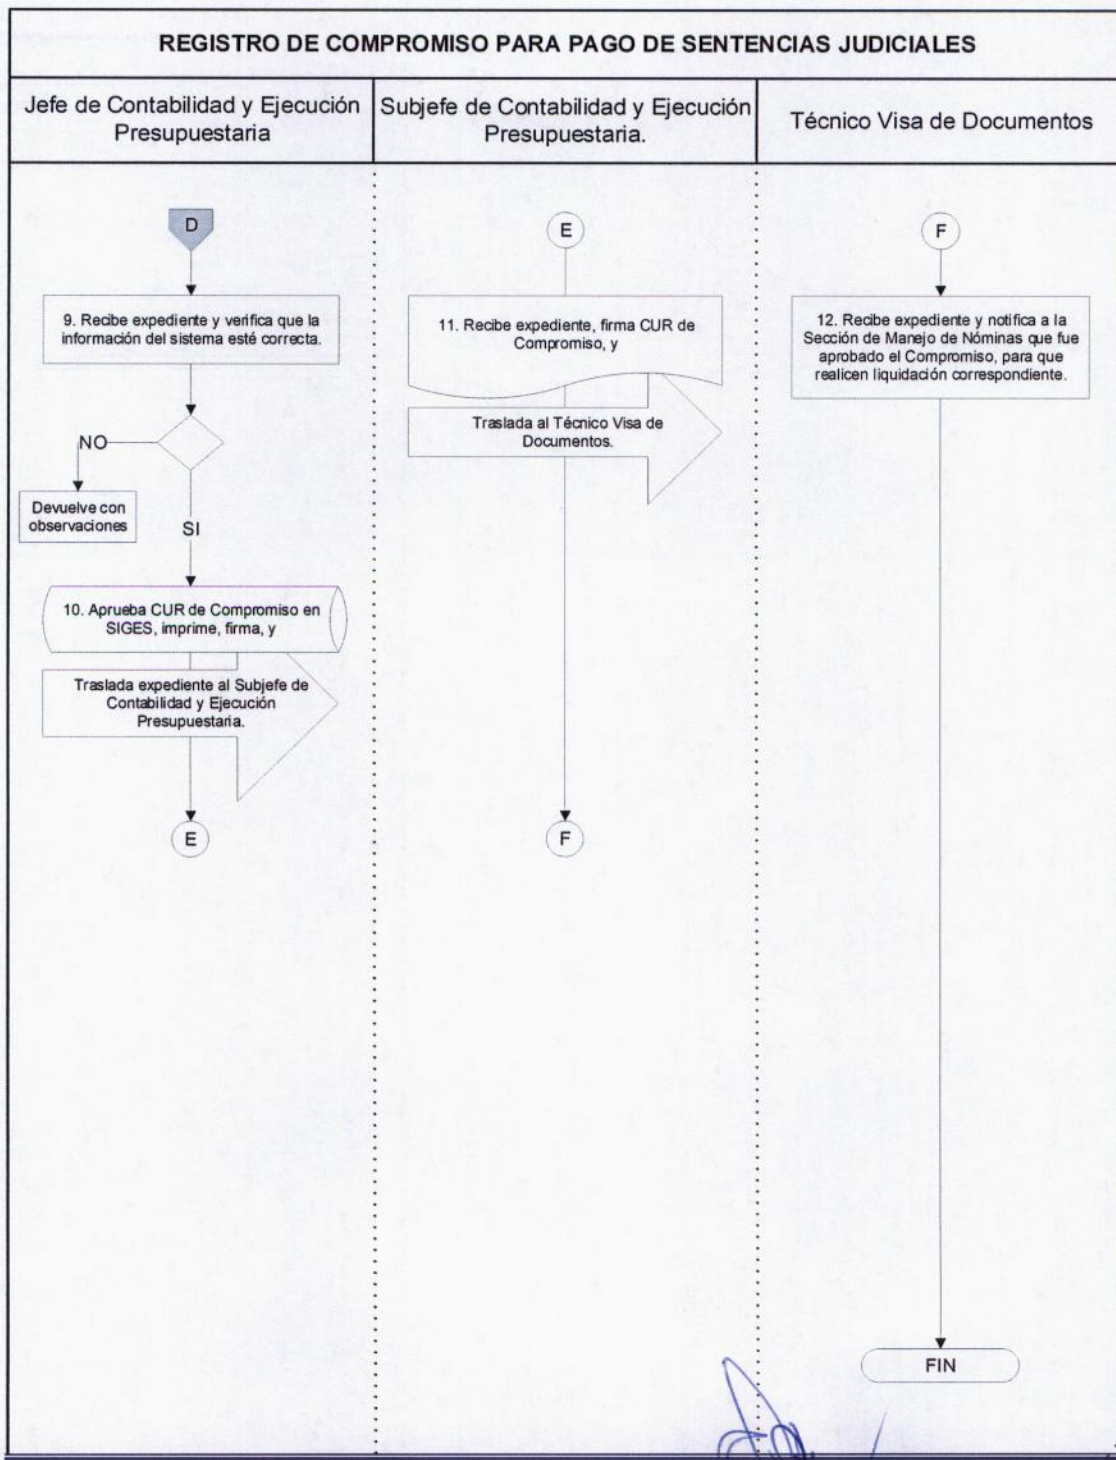 REGISTRO DE COMPROMISO PARA PAGO DE SENTENCIAS JUDICIALES
Jefe de Contabilidad y Ejecución
Presupuestaria
Subjefe de Contabilidad y Ejecución
Presupuestaria.
Técnico Visa de Documentos
D
9. Recibe expediente y verifica que la
información del sistema esté correcta.
NO
Devuelve con
observaciones
SI
10. Aprueba CUR de Compromiso en
SIGES, imprime, firma, y
Traslada expediente al Subjefe de
Contabilidad y Ejecución
Presupuestaria.
E
E
11. Recibe expediente, firma CUR de
Compromiso, y
Traslada al Técnico Visa de
Documentos.
F
F
12. Recibe expediente y notifica a la
Sección de Manejo de Nóminas que fue
aprobado el Compromiso, para que
realicen liquidación correspondiente.
FIN